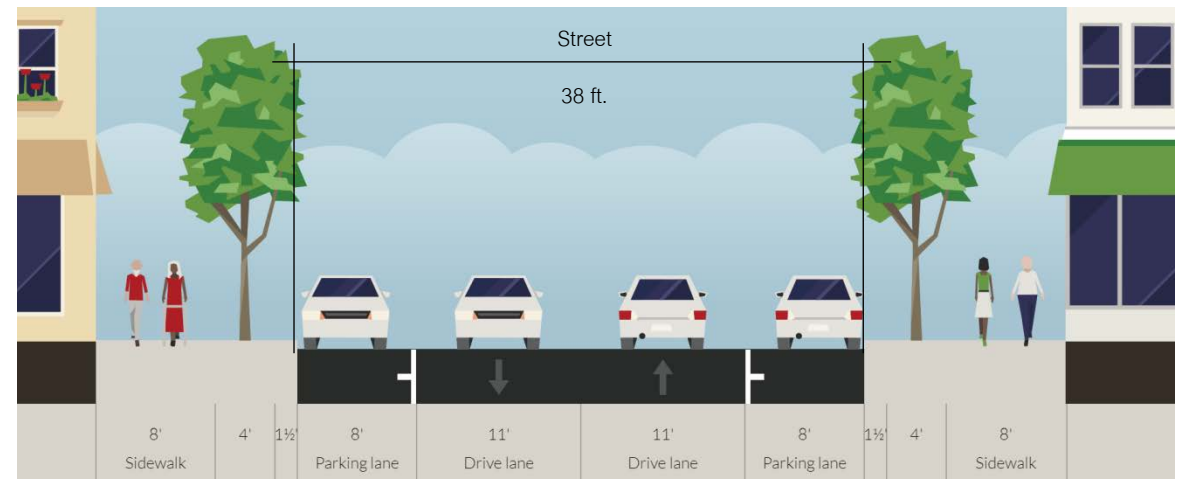 Street
38 ft.
8' 4' 1½' 8' 11' 11' 8' 1½' 4' 8'
Sidewalk Parking lane Drive lane Drive lane Parking lane Sidewalk